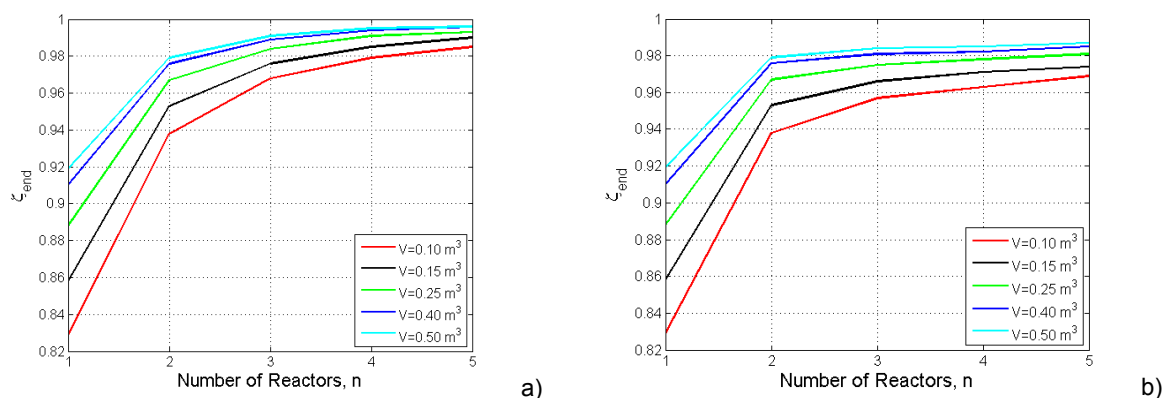 1
0.98
0.96
0.94
0.92
0.9
0.88
0.86
0.84
0.82
ζend
1 2 3 4 5
Number of Reactors, n
V=0.10 m³
V=0.15 m³
V=0.25 m³
V=0.40 m³
V=0.50 m³
a)
1
0.98
0.96
0.94
0.92
0.9
0.88
0.86
0.84
0.82
ζend
1 2 3 4 5
Number of Reactors, n
V=0.10 m³
V=0.15 m³
V=0.25 m³
V=0.40 m³
V=0.50 m³
b)